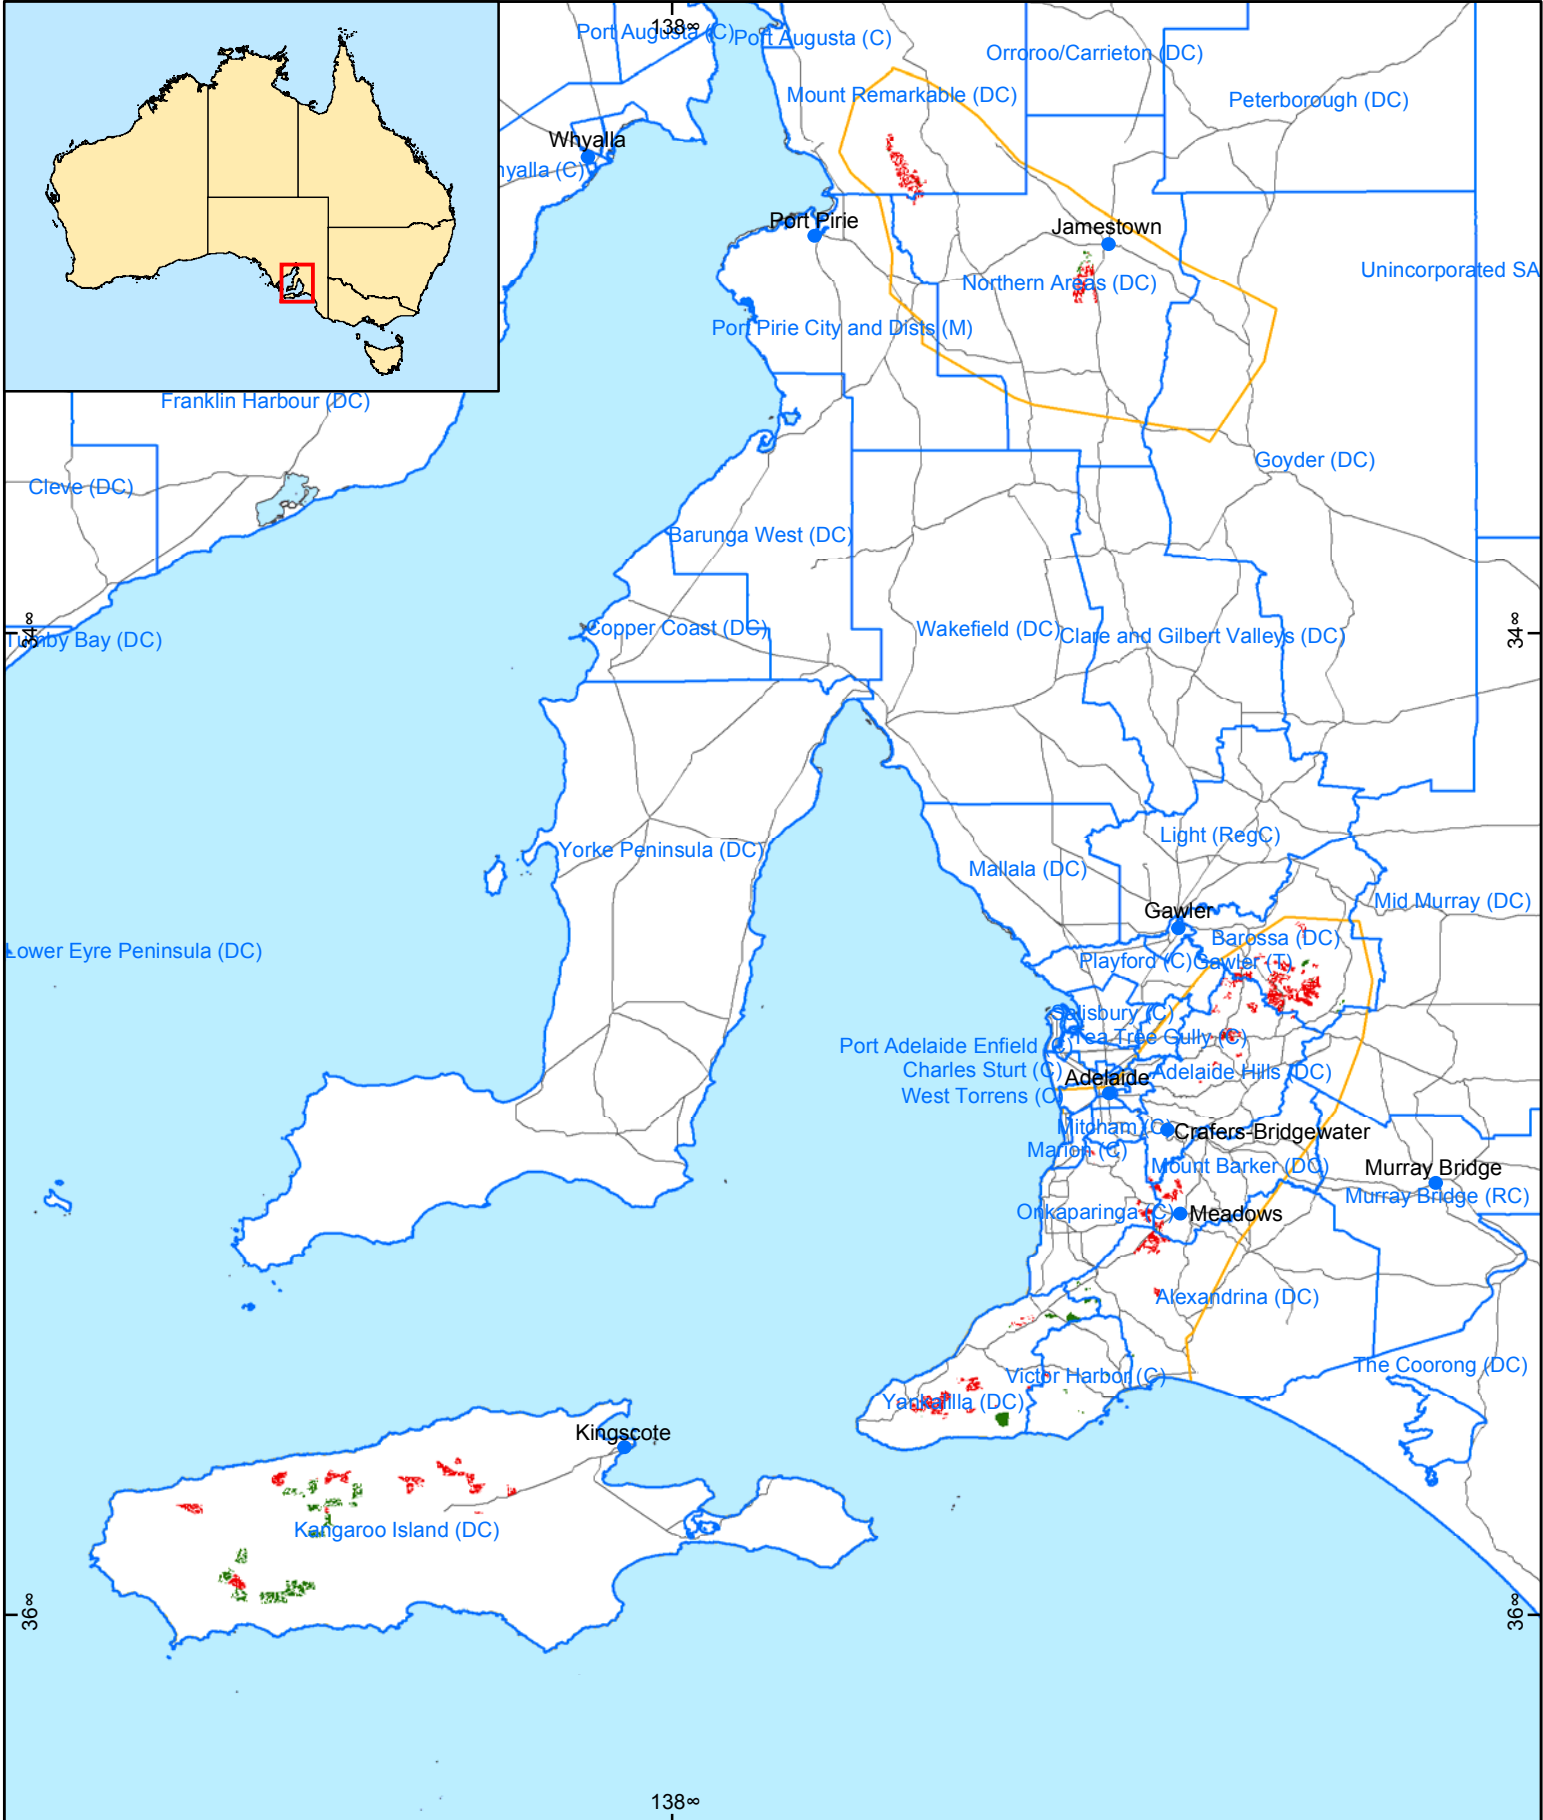 138∞
Port Augusta (C)
Port Augusta (C)
Orroroo/Carrieton (DC)
Mount Remarkable (DC)
Peterborough (DC)
Whyalla
hyalla (C)
Port Pirie
Jamestown
Unincorporated SA
Northern Areas (DC)
Port Pirie City and Dists (M)
Franklin Harbour (DC)
Goyder (DC)
Cleve (DC)
Barunga West (DC)
34∞
34∞
Tumby Bay (DC)
Copper Coast (DC)
Wakefield (DC)
Clare and Gilbert Valleys (DC)
Light (RegC)
Yorke Peninsula (DC)
Mallala (DC)
Mid Murray (DC)
Gawler
Barossa (DC)
Lower Eyre Peninsula (DC)
Playford (C)
Gawler (T)
Salisbury (C)
Tea Tree Gully (C)
Port Adelaide Enfield (C)
Charles Sturt (C)
Adelaide Hills (DC)
Adelaide
West Torrens (C)
Mitcham (C)
Crafers-Bridgewater
Marion (C)
Mount Barker (DC)
Murray Bridge
Murray Bridge (RC)
Onkaparinga (C)
Meadows
Alexandrina (DC)
The Coorong (DC)
Victor Harbor (C)
Yankalilla (DC)
Kingscote
Kangaroo Island (DC)
36∞
36∞
138∞